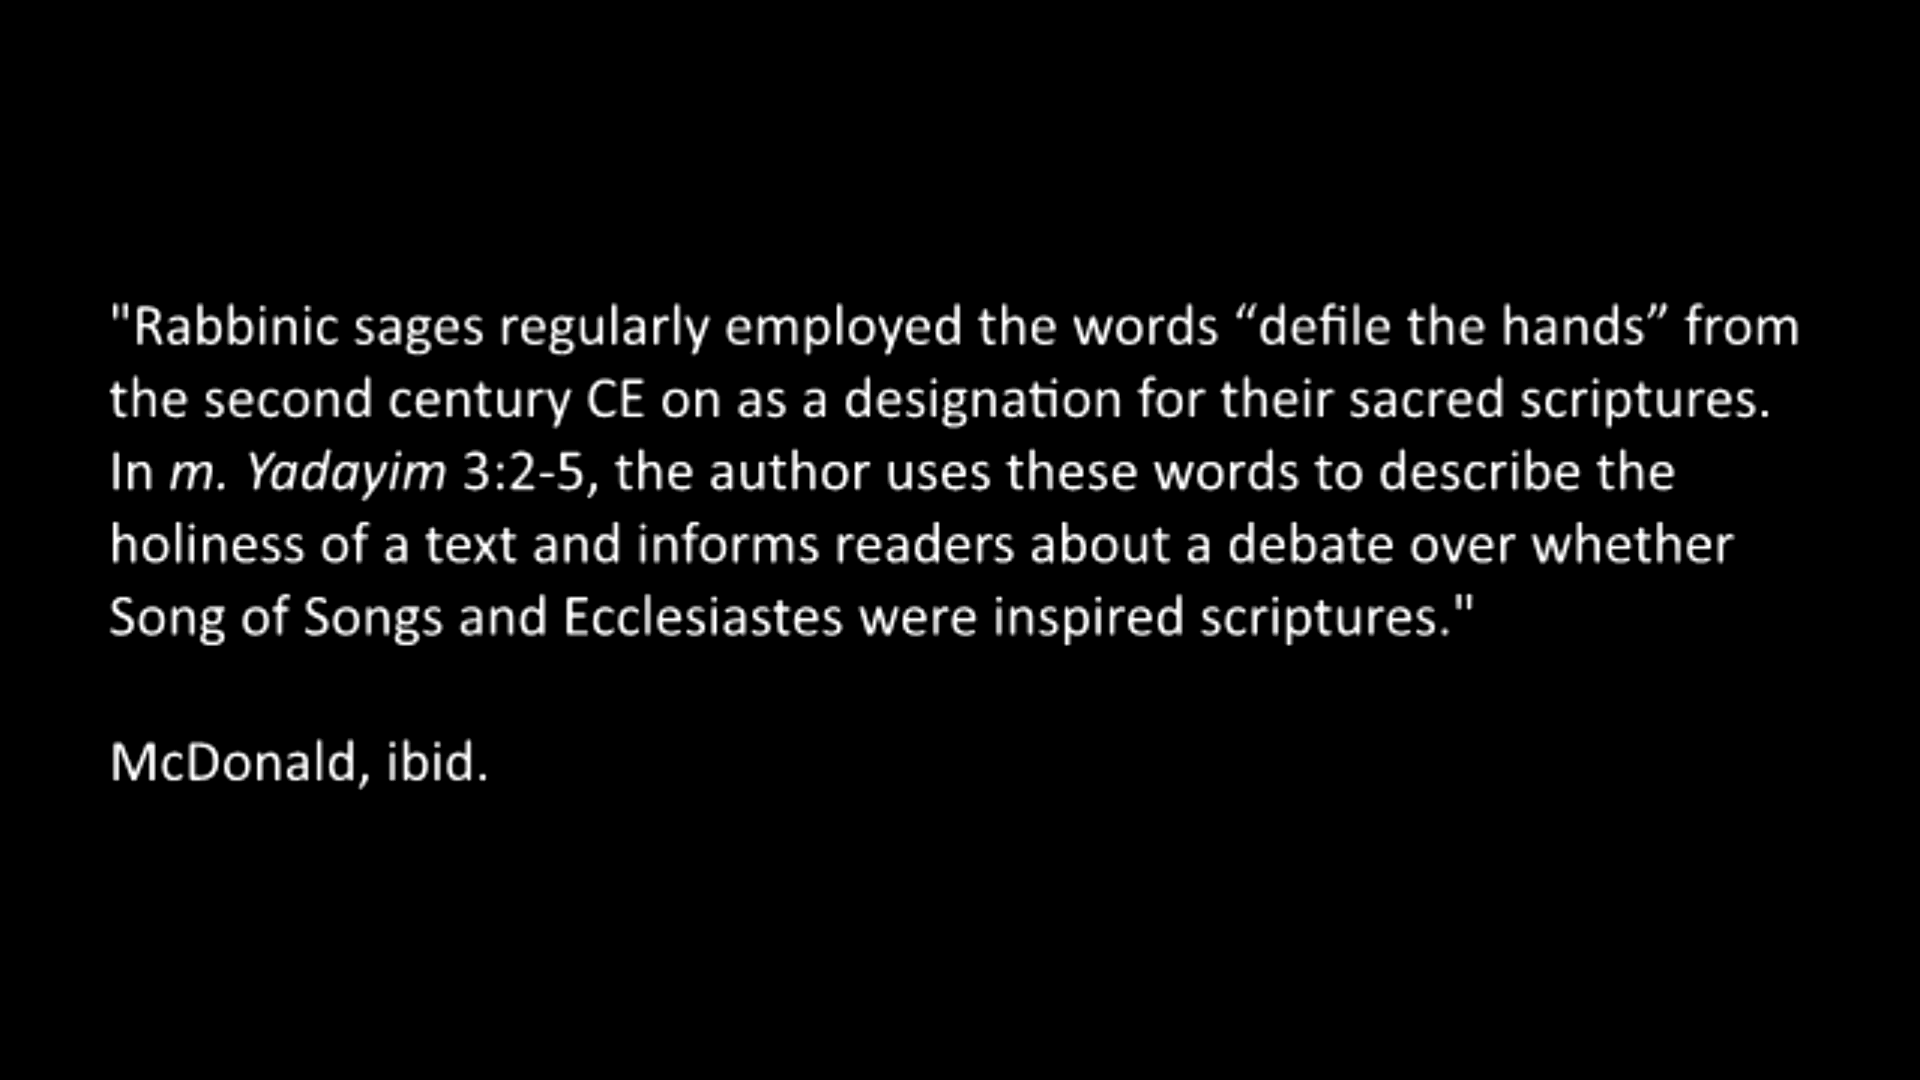 "Rabbinic sages regularly employed the words “defile the hands” from
the second century CE on as a designation for their sacred scriptures.
In m. Yadayim 3:2-5, the author uses these words to describe the
holiness of a text and informs readers about a debate over whether
Song of Songs and Ecclesiastes were inspired scriptures."
McDonald, ibid.